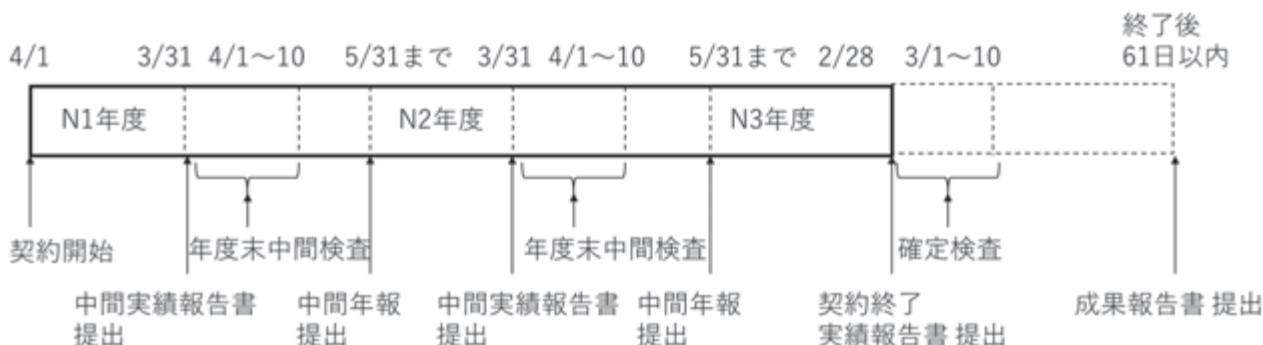 終了後
61日以内
4/1 3/31 4/1～10 5/31まで 3/31 4/1～10 5/31まで 2/28 3/1～10
N1年度 N2年度 N3年度
契約開始 年度末中間検査 年度末中間検査 確定検査
中間実績報告書 中間年報 中間実績報告書 中間年報 契約終了 成果報告書 提出
提出 提出 提出 提出 実績報告書 提出